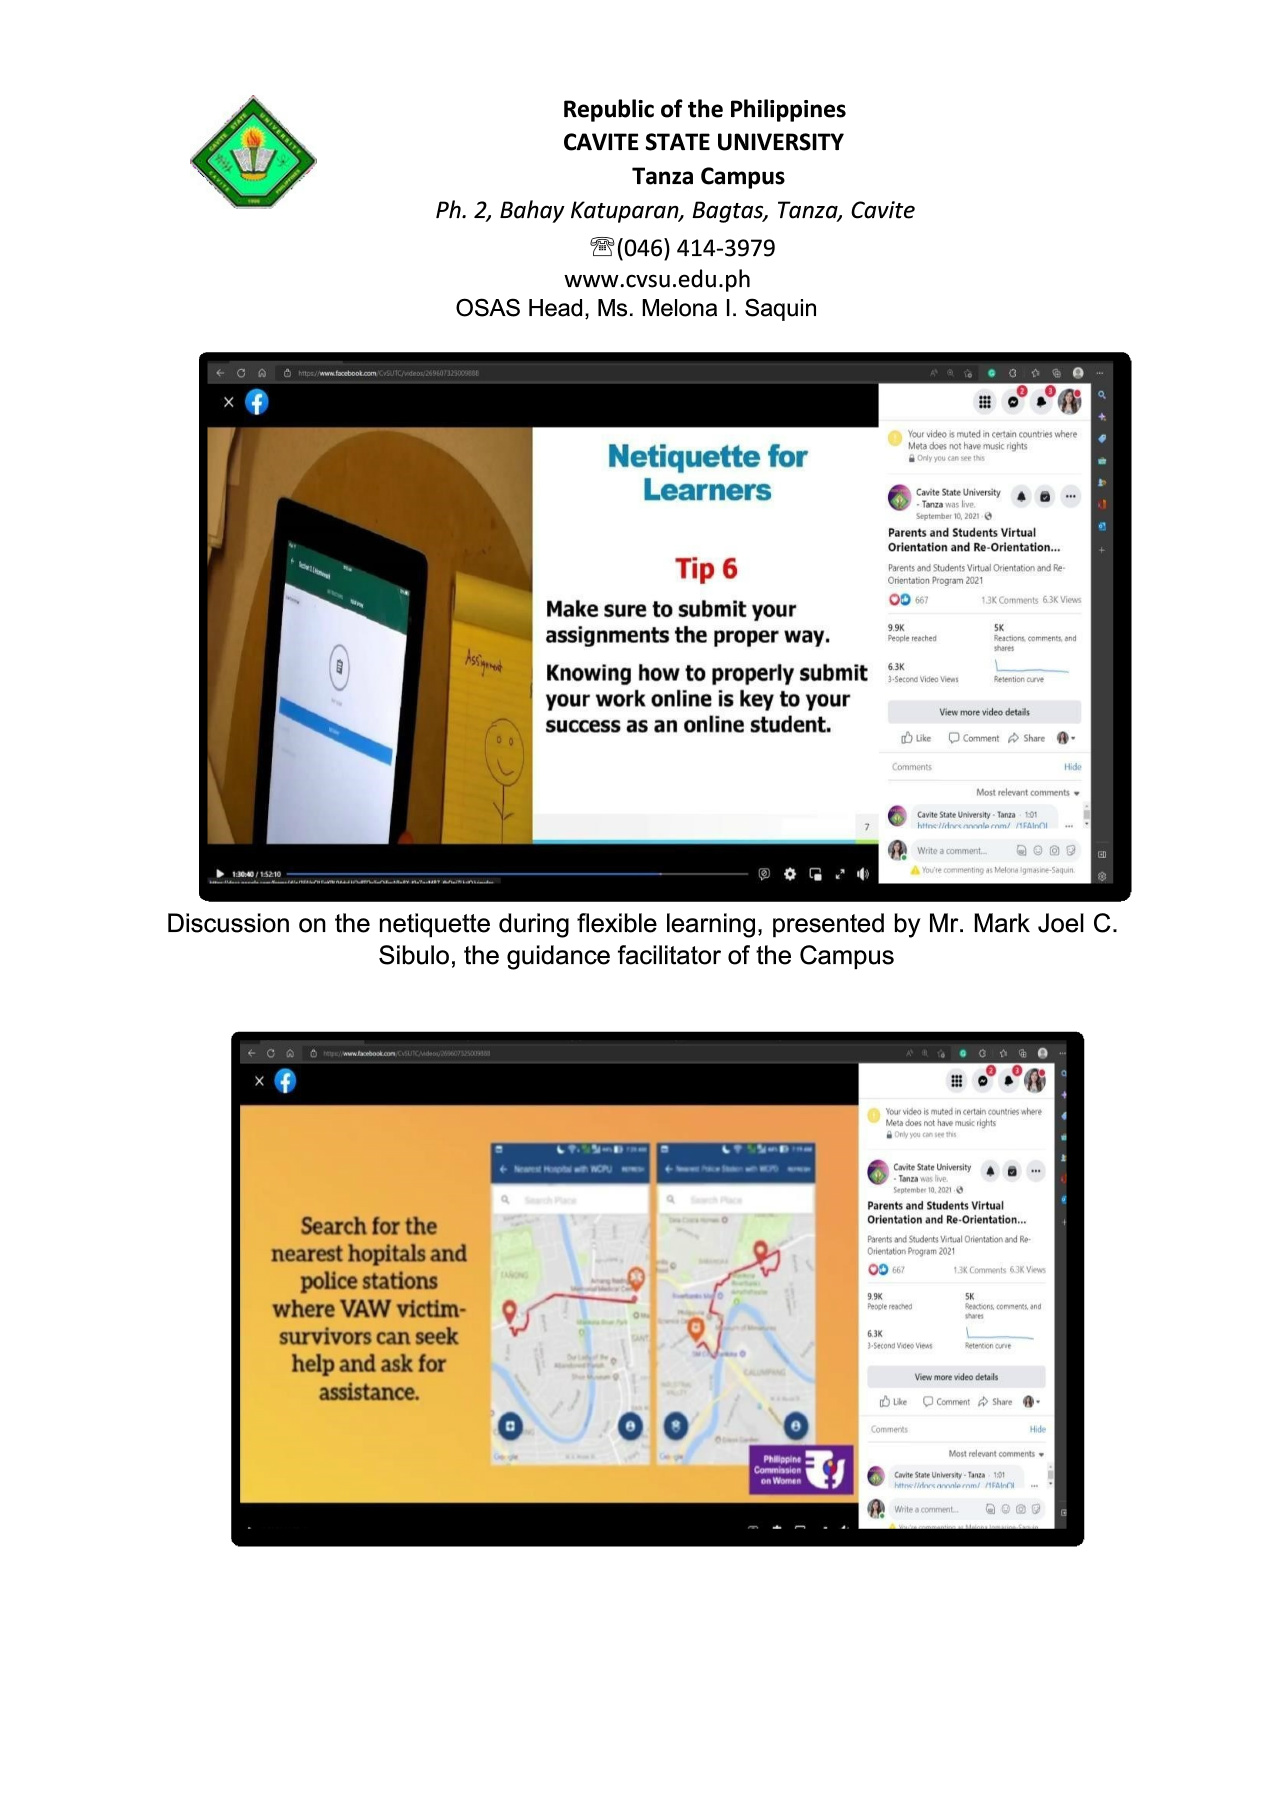 Republic of the Philippines
CAVITE STATE UNIVERSITY
Tanza Campus
Ph. 2, Bahay Katuparan, Bagtas, Tanza, Cavite
(046) 414-3979
www.cvsu.edu.ph
OSAS Head, Ms. Melona I. Saquin
https://www.facebook.com/CvSUTC/videos/269607325009888
Netiquette for
Learners
Tip 6
Make sure to submit your
assignments the proper way.
Knowing how to properly submit
your work online is key to your
success as an online student.
Assignment
7
1:30:40 / 1:52:10
2
3
Your video is muted in certain countries where
Meta does not have music rights
Only you can see this
Cavite State University
- Tanza was live.
September 10, 2021
Parents and Students Virtual
Orientation and Re-Orientation...
Parents and Students Virtual Orientation and Re-
Orientation Program 2021
667 1.3K Comments 6.3K Views
9.9K 5K
People reached Reactions, comments, and
shares
6.3K
3-Second Video Views Retention curve
View more video details
Like Comment Share
Comments Hide
Most relevant comments
Cavite State University - Tanza · 1:01
Write a comment...
You're commenting as Melona Igmasine-Saquin.
Discussion on the netiquette during flexible learning, presented by Mr. Mark Joel C.
Sibulo, the guidance facilitator of the Campus
https://www.facebook.com/CvSUTC/videos/269607325009888
Search for the
nearest hopitals and
police stations
where VAW victim-
survivors can seek
help and ask for
assistance.
Nearest Hospital with WCPU REFRESH
Search Place
Nearest Police Station with WCPD REFRESH
Search Place
Google
Google
Philippine
Commission
on Women
2
3
Your video is muted in certain countries where
Meta does not have music rights
Only you can see this
Cavite State University
- Tanza was live.
September 10, 2021
Parents and Students Virtual
Orientation and Re-Orientation...
Parents and Students Virtual Orientation and Re-
Orientation Program 2021
667 1.3K Comments 6.3K Views
9.9K 5K
People reached Reactions, comments, and
shares
6.3K
3-Second Video Views Retention curve
View more video details
Like Comment Share
Comments Hide
Most relevant comments
Cavite State University - Tanza · 1:01
Write a comment...